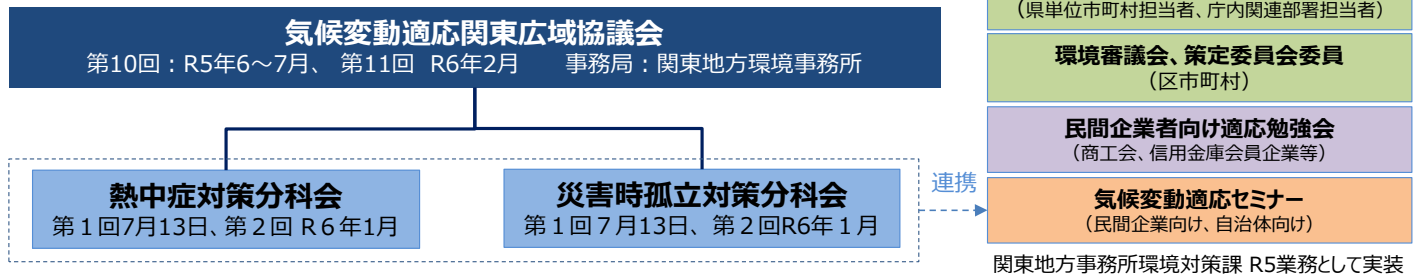 気候変動適応関東広域協議会
第10回：R5年6～7月、 第11回 R6年2月　　事務局：関東地方環境事務所
熱中症対策分科会
第１回7月13日、第２回 R６年1月
災害時孤立対策分科会
第１回７月13日、 第２回R6年１月
連携
（県単位市町村担当者、庁内関連部署担当者）
環境審議会、策定委員会委員
（区市町村）
民間企業者向け適応勉強会
（商工会、信用金庫会員企業等）
気候変動適応セミナー
（民間企業向け、自治体向け）
関東地方事務所環境対策課 R5業務として実装